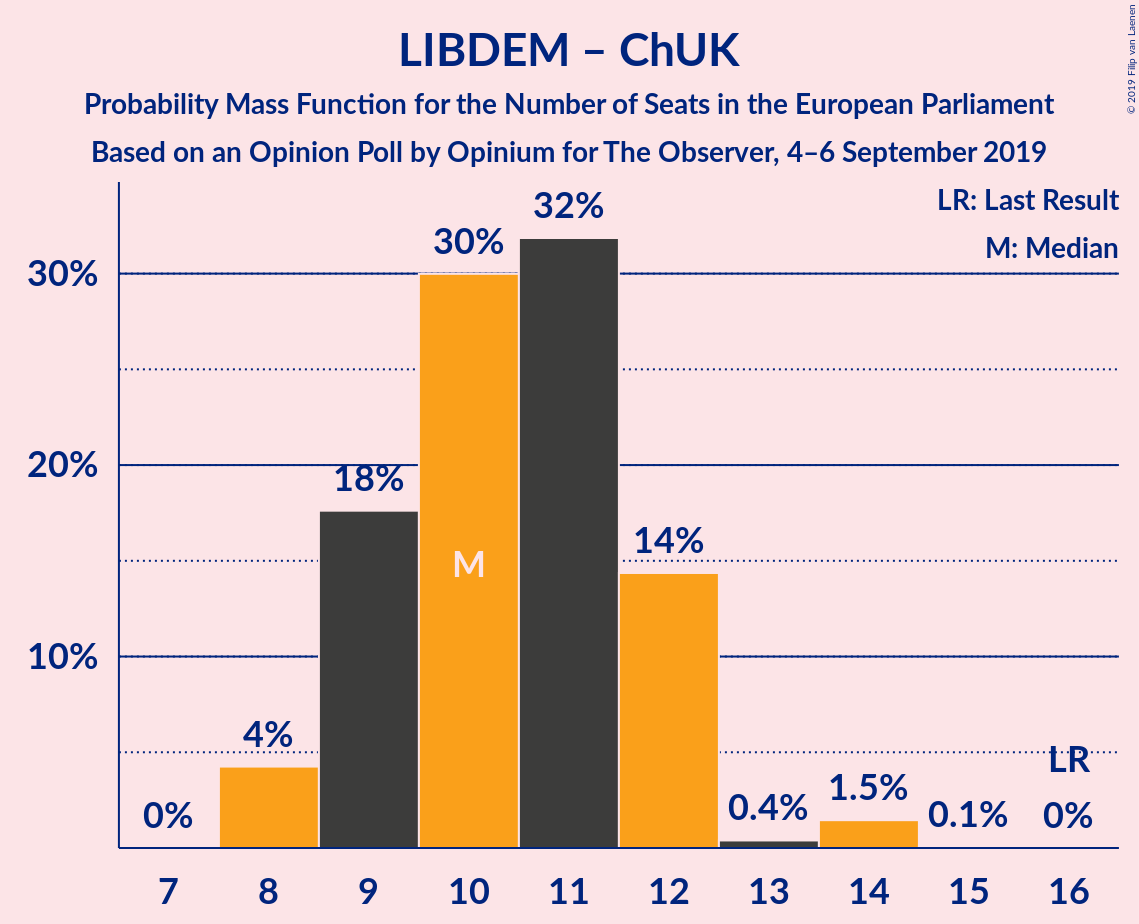 LIBDEM – ChUK
Probability Mass Function for the Number of Seats in the European Parliament
Based on an Opinion Poll by Opinium for The Observer, 4–6 September 2019
© 2019 Filip van Laenen
LR: Last Result
M: Median
30%
20%
10%
0%
4%
18%
30%
32%
14%
0.4%
1.5%
0.1%
0%
M
LR
7 8 9 10 11 12 13 14 15 16